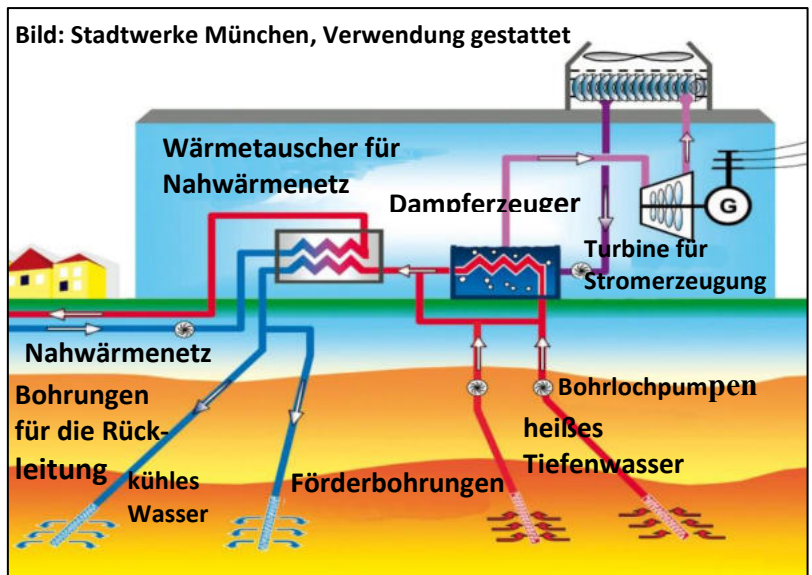 Bild: Stadtwerke München, Verwendung gestattet
Wärmetauscher für
Nahwärmenetz
Dampferzeuger
G
Turbine für
Stromerzeugung
Nahwärmenetz
Bohrungen
für die Rück-
leitung
kühles
Wasser
Förderbohrungen
Bohrlochpumpen
heißes
Tiefenwasser